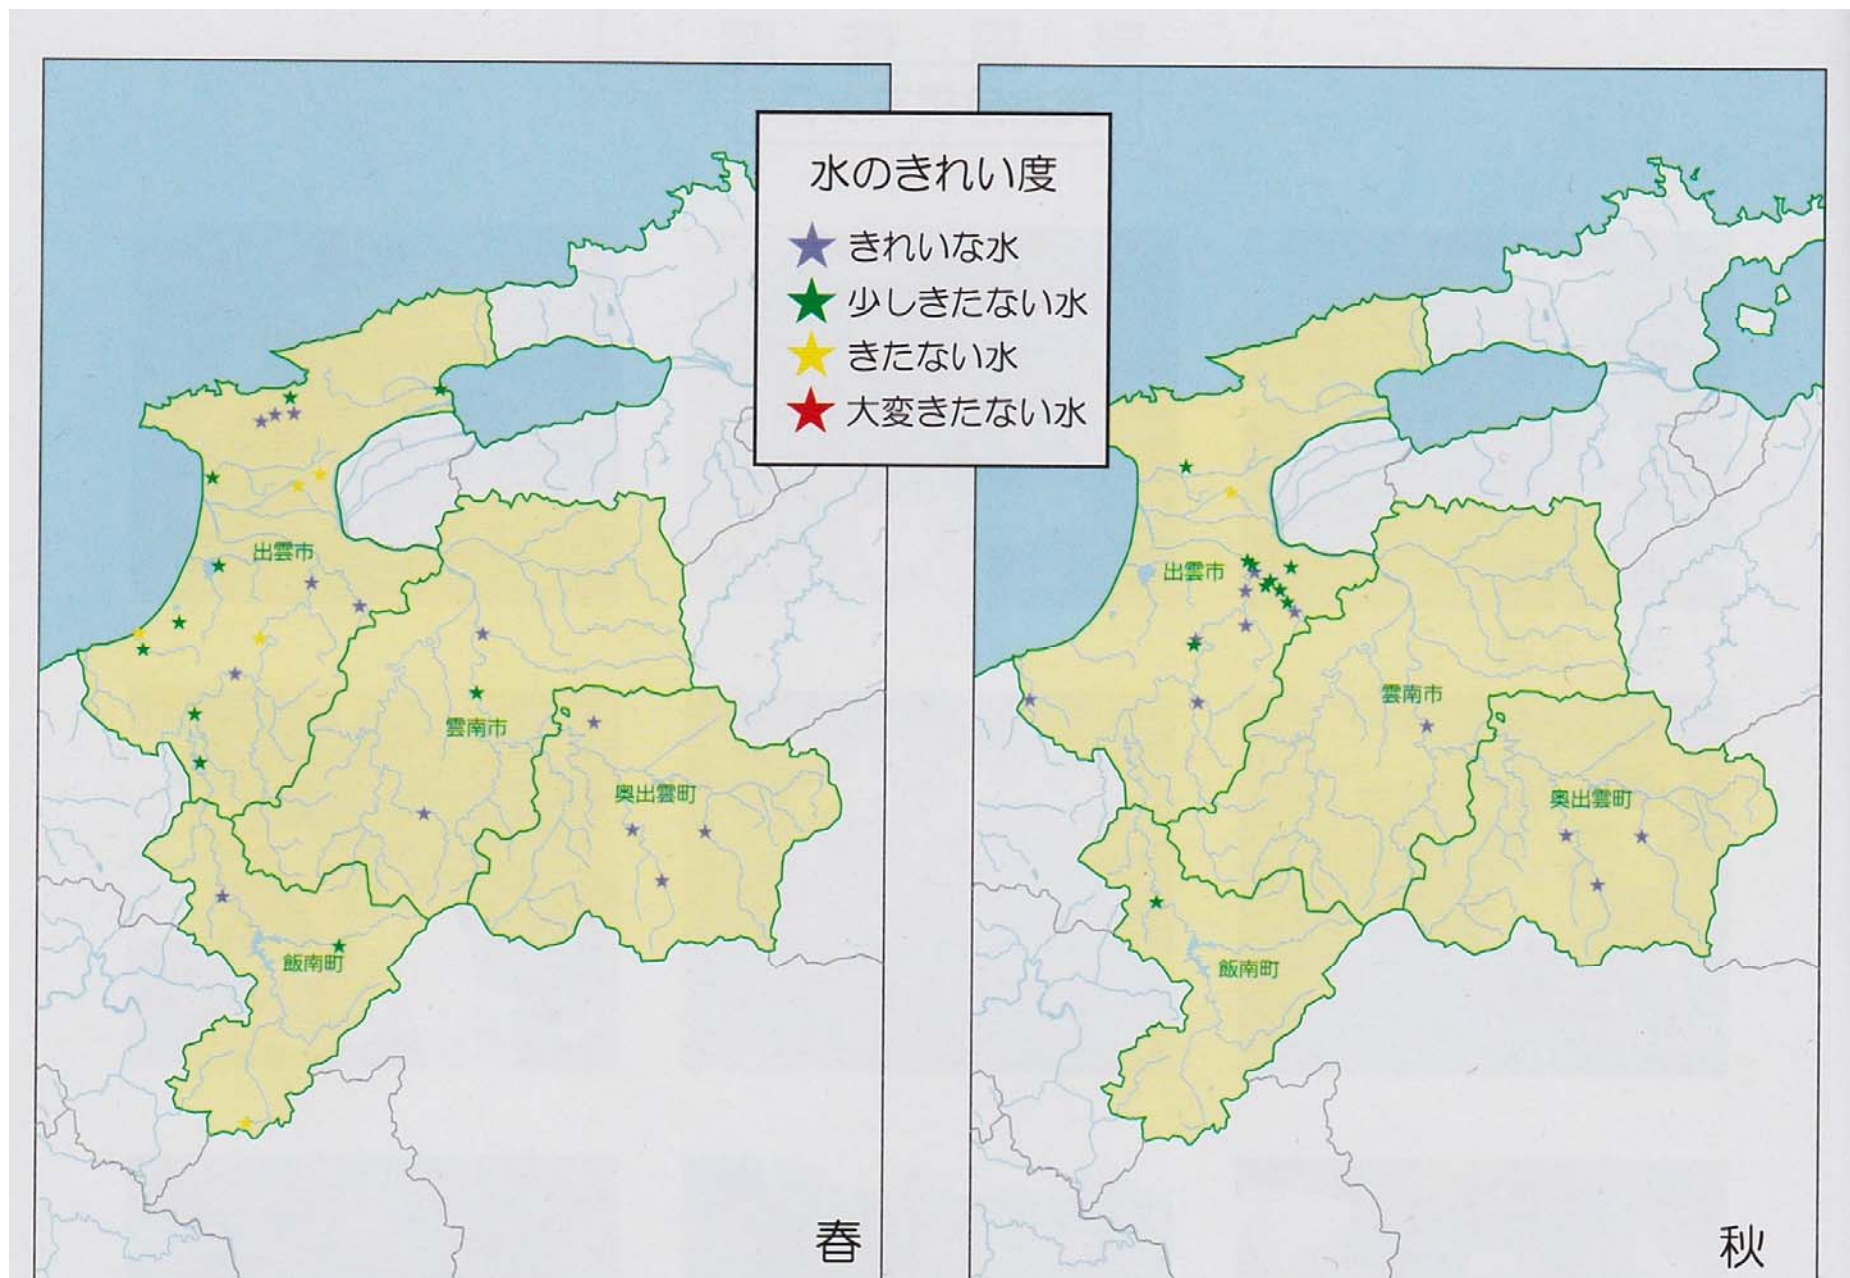 水のきれい度
きれいな水
少しきたない水
きたない水
大変きたない水
出雲市
雲南市
奥出雲町
飯南町
春
出雲市
雲南市
奥出雲町
飯南町
秋